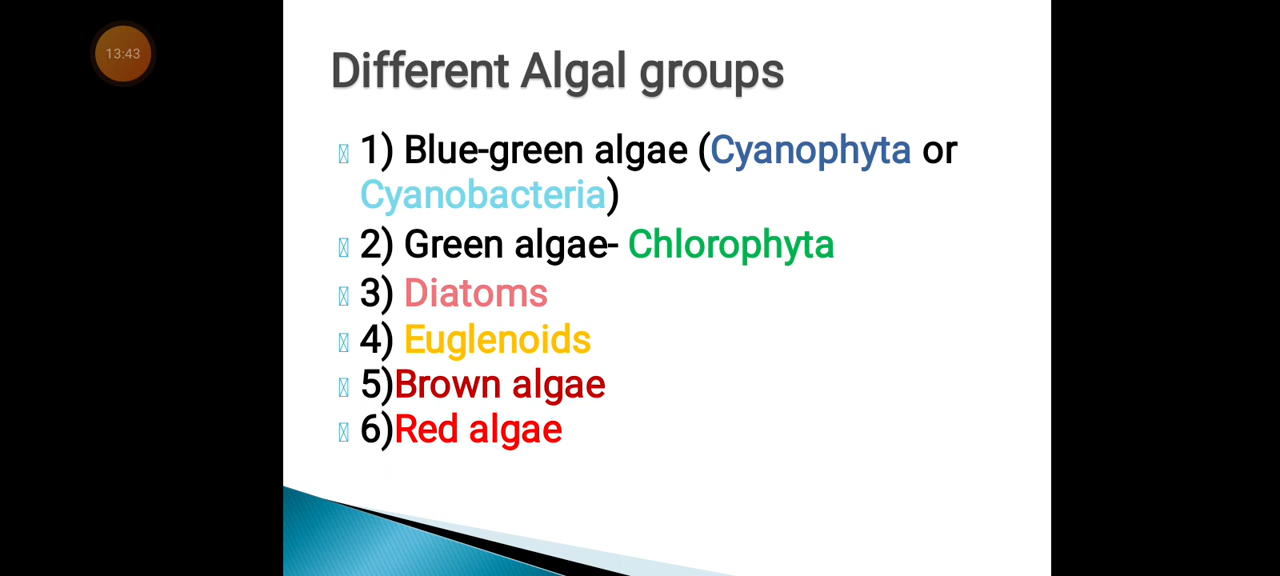 13:43
Different Algal groups
1) Blue-green algae (Cyanophyta or
Cyanobacteria)
2) Green algae- Chlorophyta
3) Diatoms
4) Euglenoids
5)Brown algae
6)Red algae